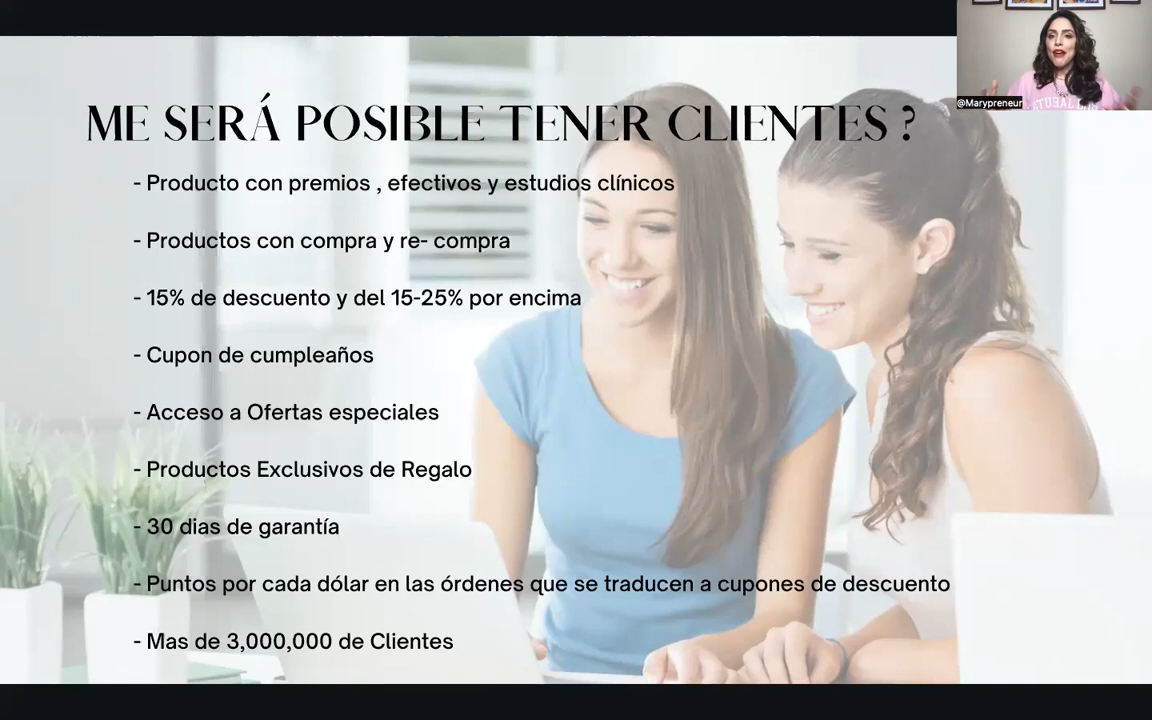 @Marypreneur
ME SERÁ POSIBLE TENER CLIENTES ?
- Producto con premios , efectivos y estudios clínicos
- Productos con compra y re- compra
- 15% de descuento y del 15-25% por encima
- Cupon de cumpleaños
- Acceso a Ofertas especiales
- Productos Exclusivos de Regalo
- 30 dias de garantía
- Puntos por cada dólar en las órdenes que se traducen a cupones de descuento
- Mas de 3,000,000 de Clientes